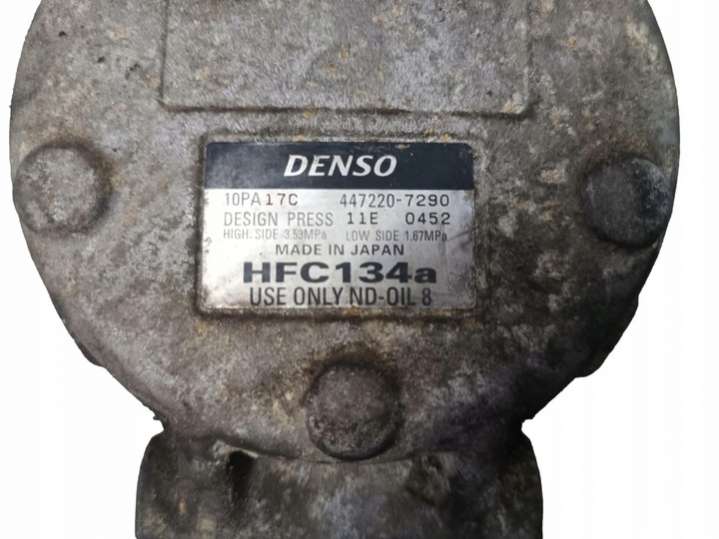 DENSO
10PA17C 447220-7290
DESIGN PRESS 11E 0452
HIGH SIDE 3.53MPa LOW SIDE 1.67MPa
MADE IN JAPAN
HFC134a
USE ONLY ND-OIL 8